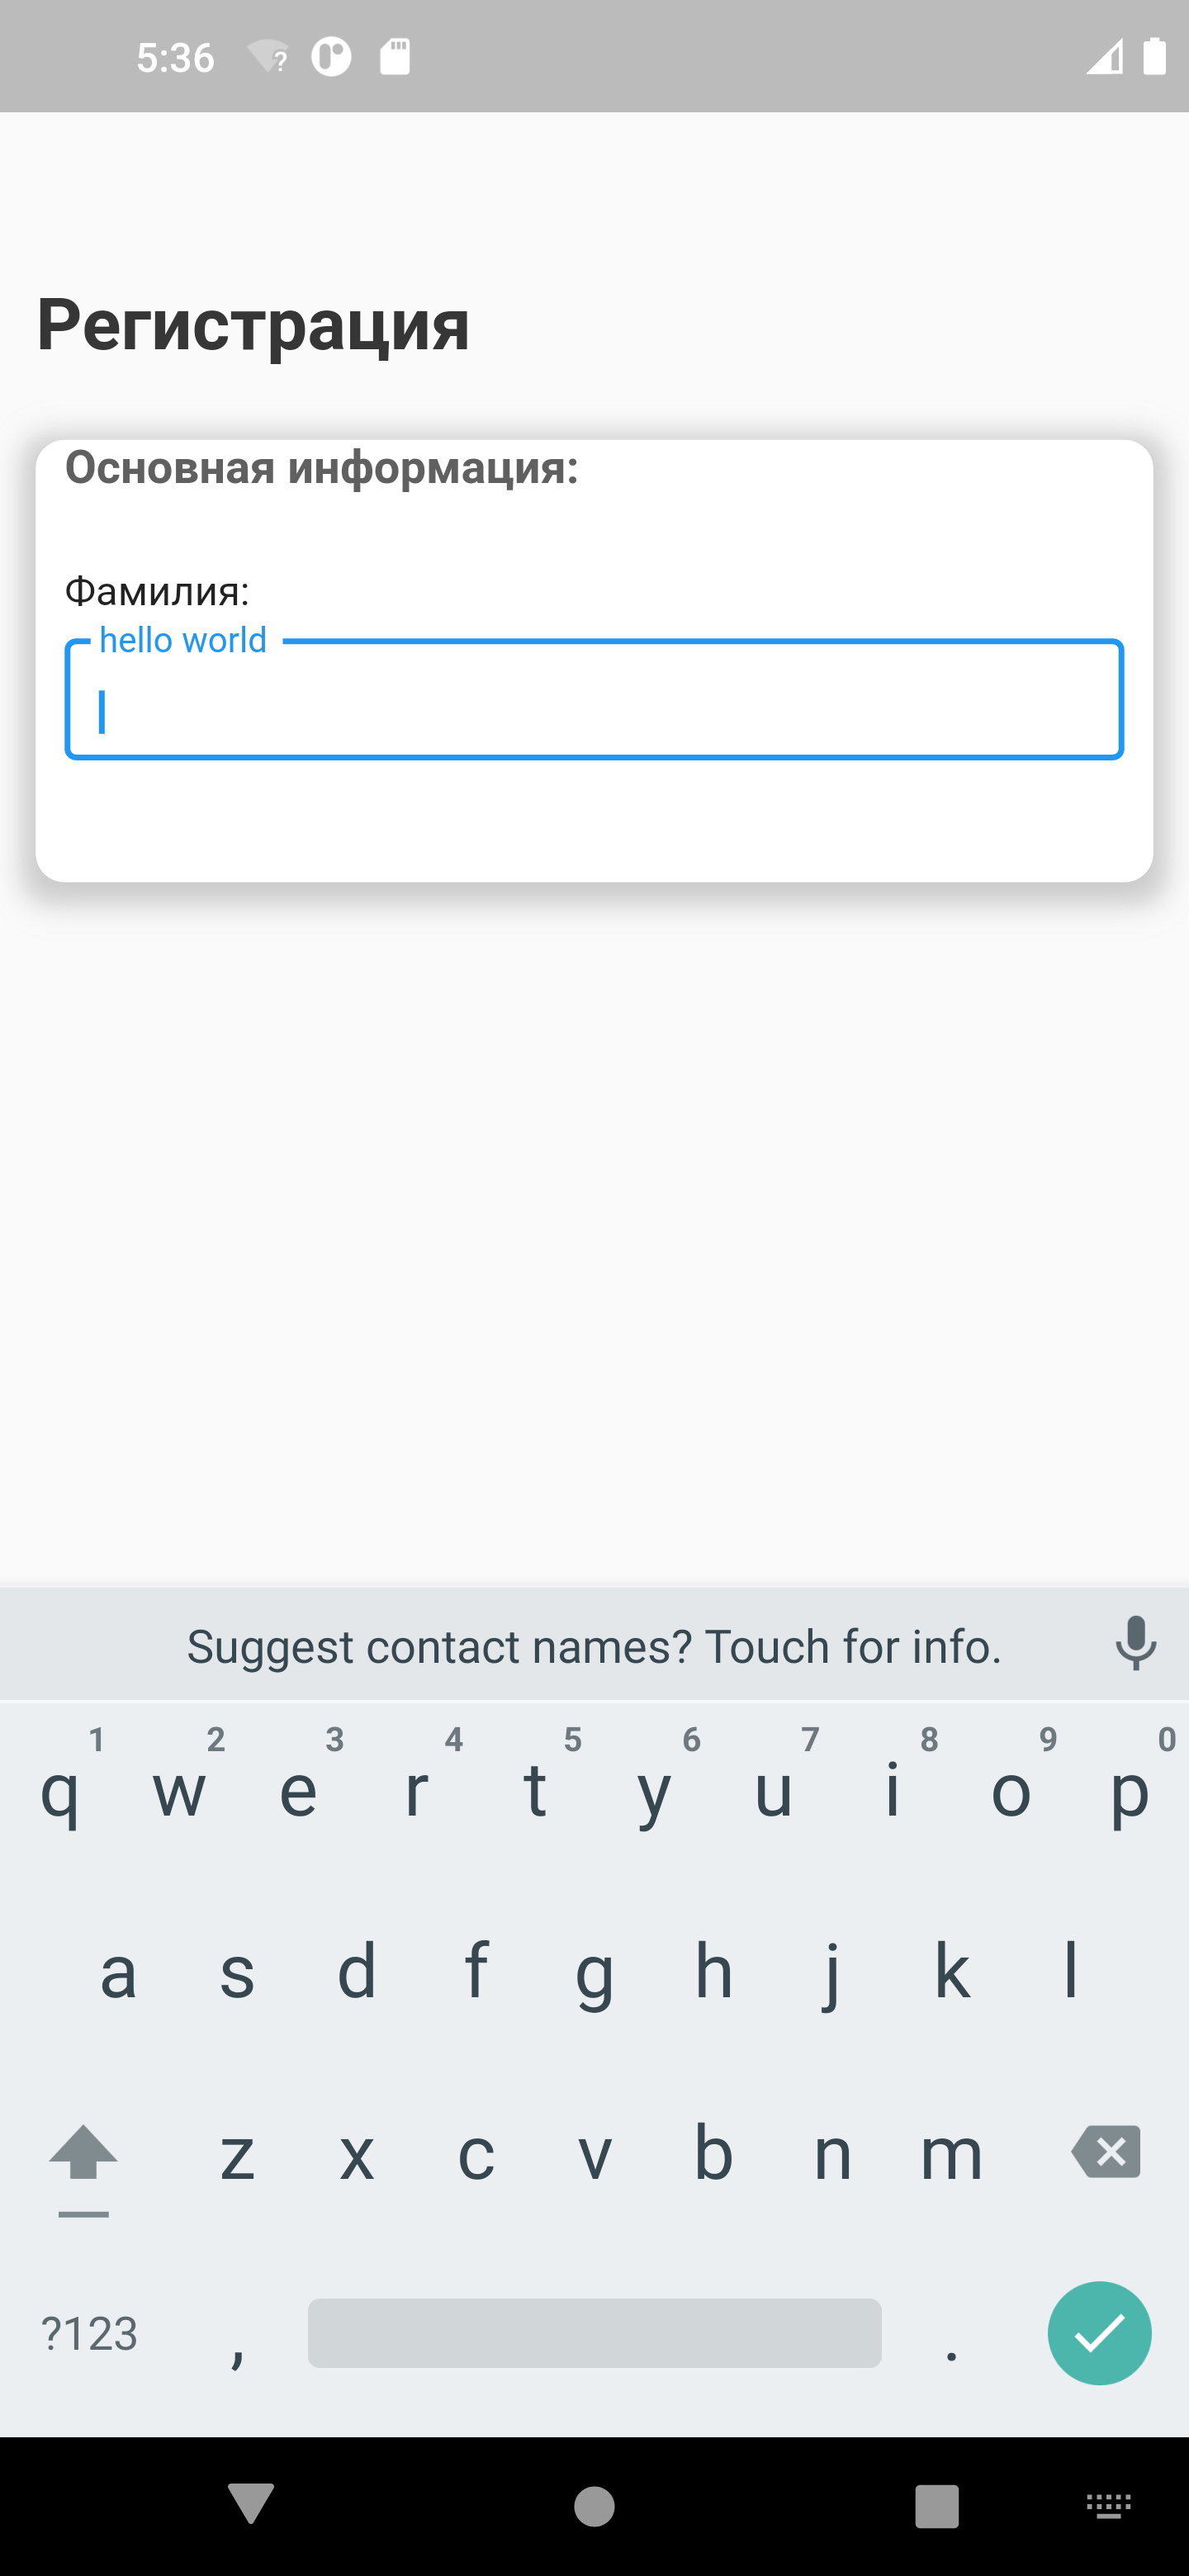 5:36
Регистрация
Основная информация:
Фамилия:
hello world
Suggest contact names? Touch for info.
1 2 3 4 5 6 7 8 9 0
q w e r t y u i o p
a s d f g h j k l
z x c v b n m
?123 , .